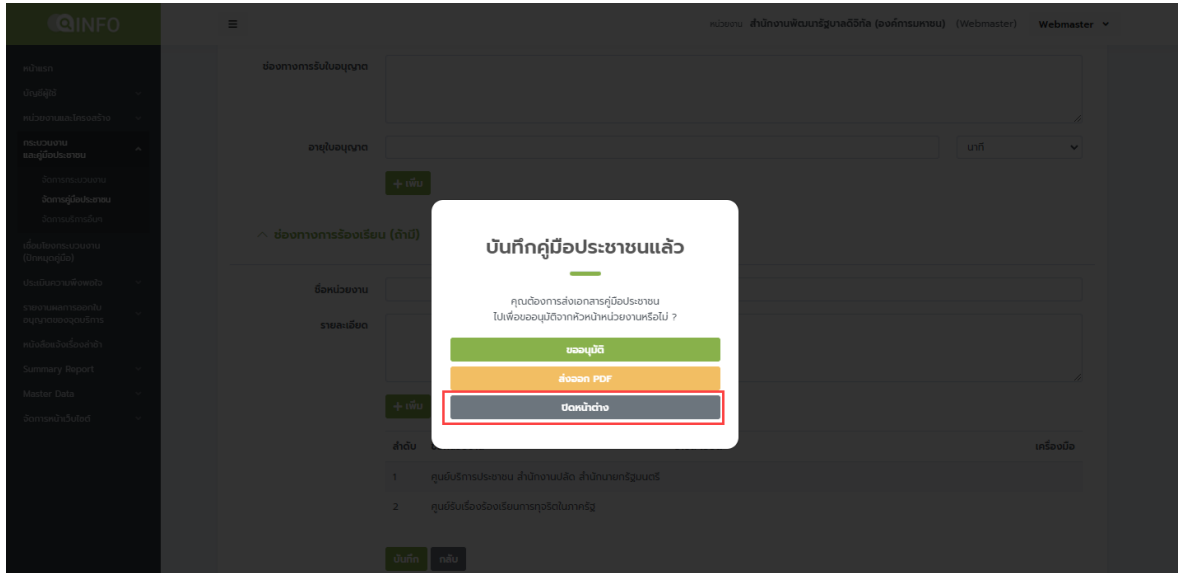 INFO
หน่วยงาน สำนักงานพัฒนารัฐบาลดิจิทัล (องค์การมหาชน) (Webmaster) Webmaster
หน้าแรก
บัญชีผู้ใช้
หน่วยงานและโครงสร้าง
กระบวนงาน
และคู่มือประชาชน
จัดการกระบวนงาน
จัดการคู่มือประชาชน
จัดการบริการอื่นๆ
เชื่อมโยงกระบวนงาน
(ปักหมุดคู่มือ)
ประเมินความพึงพอใจ
รายงานผลการออกใบ
อนุญาตของจุดบริการ
หนังสือแจ้งเรื่องล่าช้า
Summary Report
Master Data
จัดการหน้าเว็บไซต์
ช่องทางการรับใบอนุญาต
อายุใบอนุญาต
นาที
+ เพิ่ม
ช่องทางการร้องเรียน (ถ้ามี)
ชื่อหน่วยงาน
รายละเอียด
+ เพิ่ม
บันทึกคู่มือประชาชนแล้ว
คุณต้องการส่งเอกสารคู่มือประชาชน
ไปเพื่อขออนุมัติจากหัวหน้าหน่วยงานหรือไม่ ?
ขออนุมัติ
ส่งออก PDF
ปิดหน้าต่าง
ลำดับ
เครื่องมือ
1 ศูนย์บริการประชาชน สำนักงานปลัด สำนักนายกรัฐมนตรี
2 ศูนย์รับเรื่องร้องเรียนการทุจริตในภาครัฐ
บันทึก กลับ